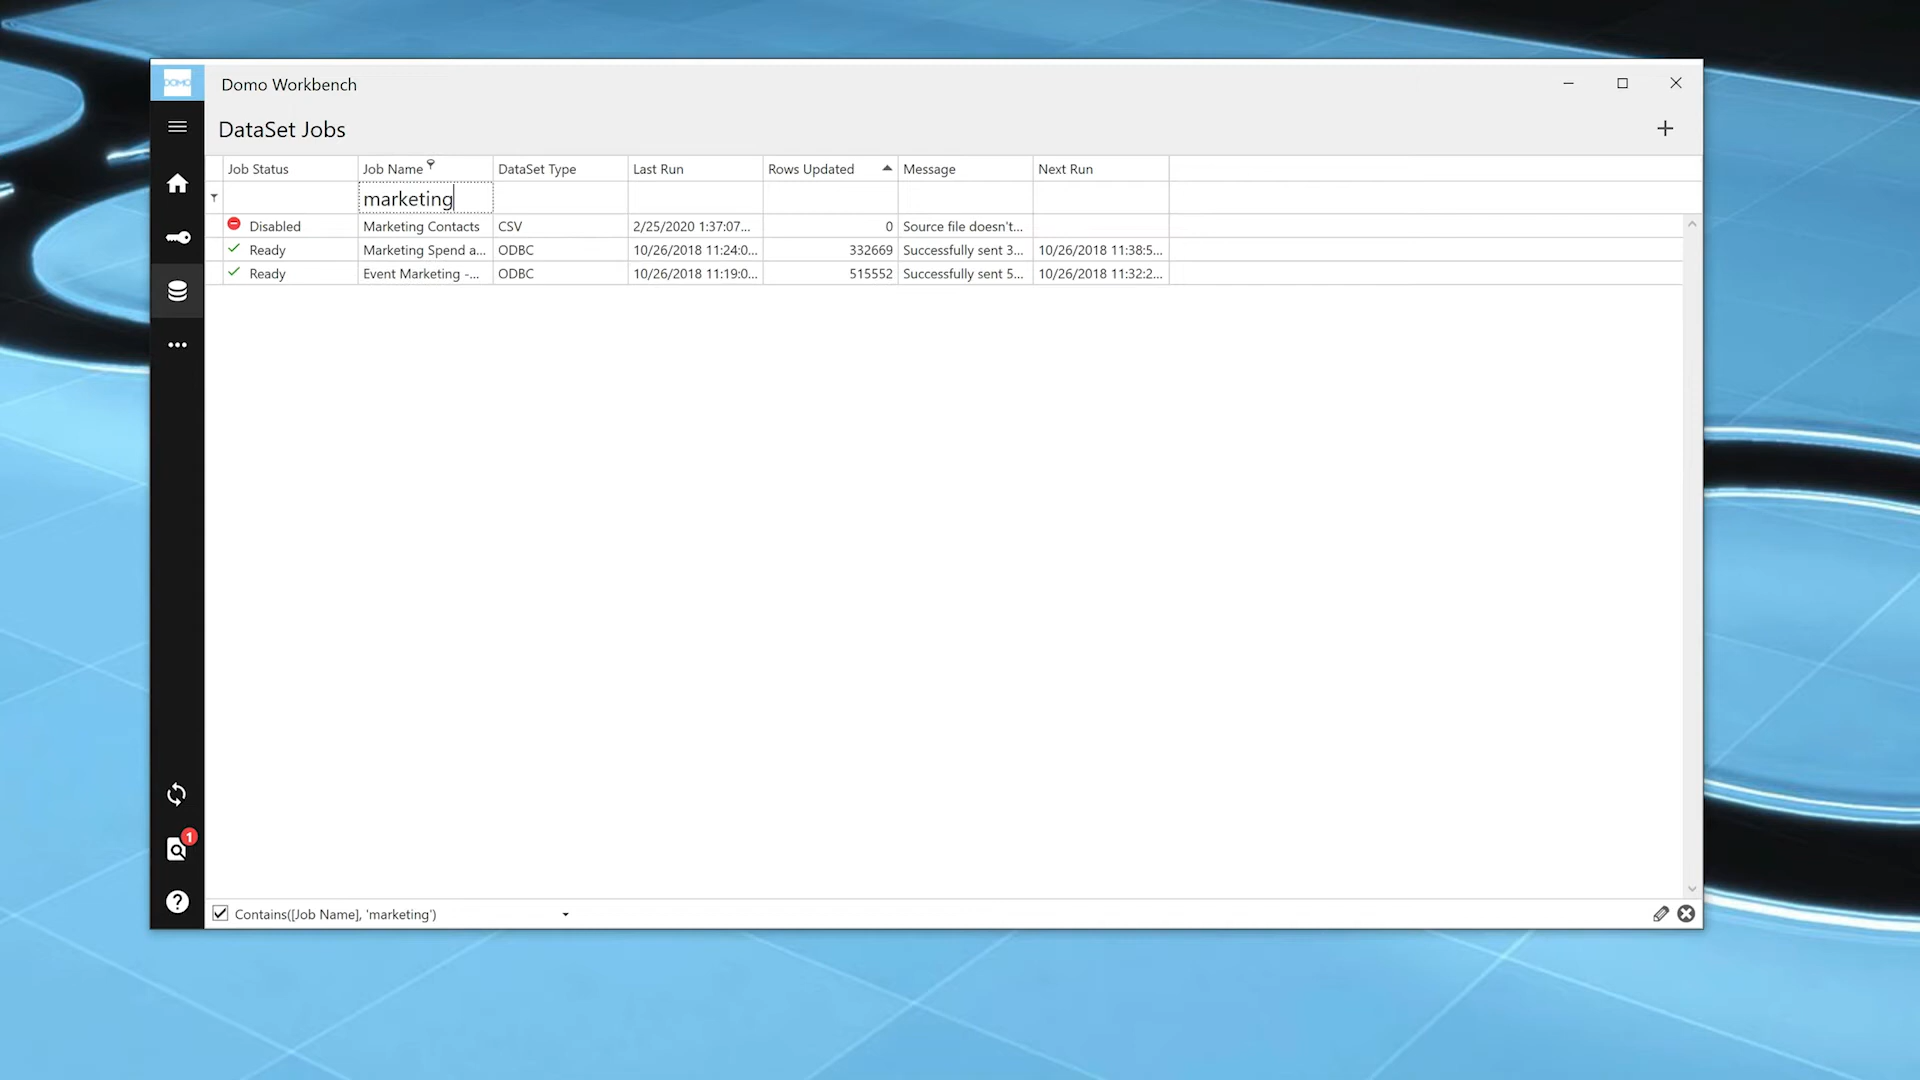 DOMO
Domo Workbench
DataSet Jobs
Job Status Job Name DataSet Type Last Run Rows Updated Message Next Run
marketing
Disabled Marketing Contacts CSV 2/25/2020 1:37:07... 0 Source file doesn't...
Ready Marketing Spend a... ODBC 10/26/2018 11:24:0... 332669 Successfully sent 3... 10/26/2018 11:38:5...
Ready Event Marketing -... ODBC 10/26/2018 11:19:0... 515552 Successfully sent 5... 10/26/2018 11:32:2...
1
?
Contains([Job Name], 'marketing')